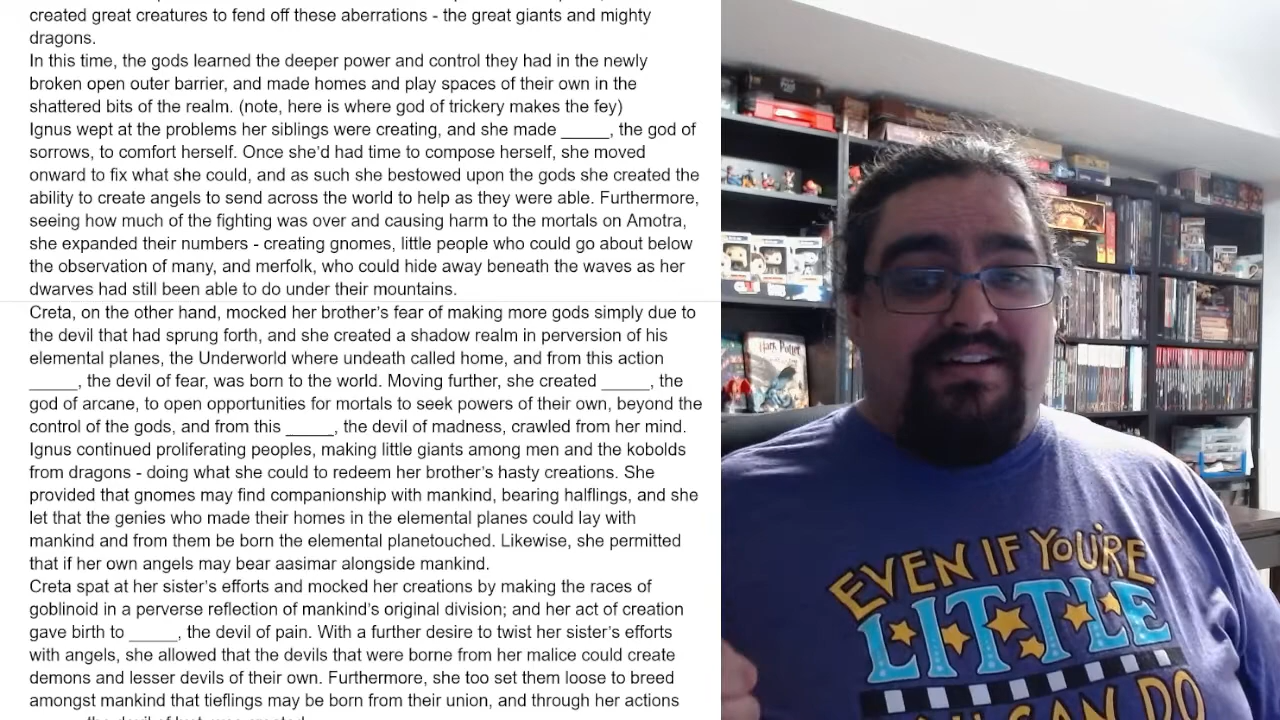 created great creatures to fend off these aberrations - the great giants and mighty
dragons.
In this time, the gods learned the deeper power and control they had in the newly
broken open outer barrier, and made homes and play spaces of their own in the
shattered bits of the realm. (note, here is where god of trickery makes the fey)
Ignus wept at the problems her siblings were creating, and she made _____, the god of
sorrows, to comfort herself. Once she'd had time to compose herself, she moved
onward to fix what she could, and as such she bestowed upon the gods she created the
ability to create angels to send across the world to help as they were able. Furthermore,
seeing how much of the fighting was over and causing harm to the mortals on Amotra,
she expanded their numbers - creating gnomes, little people who could go about below
the observation of many, and merfolk, who could hide away beneath the waves as her
dwarves had still been able to do under their mountains.
Creta, on the other hand, mocked her brother's fear of making more gods simply due to
the devil that had sprung forth, and she created a shadow realm in perversion of his
elemental planes, the Underworld where undeath called home, and from this action
_____, the devil of fear, was born to the world. Moving further, she created _____, the
god of arcane, to open opportunities for mortals to seek powers of their own, beyond the
control of the gods, and from this _____, the devil of madness, crawled from her mind.
Ignus continued proliferating peoples, making little giants among men and the kobolds
from dragons - doing what she could to redeem her brother's hasty creations. She
provided that gnomes may find companionship with mankind, bearing halflings, and she
let that the genies who made their homes in the elemental planes could lay with
mankind and from them be born the elemental planetouched. Likewise, she permitted
that if her own angels may bear aasimar alongside mankind.
Creta spat at her sister's efforts and mocked her creations by making the races of
goblinoid in a perverse reflection of mankind's original division; and her act of creation
gave birth to _____, the devil of pain. With a further desire to twist her sister's efforts
with angels, she allowed that the devils that were borne from her malice could create
demons and lesser devils of their own. Furthermore, she too set them loose to breed
amongst mankind that tieflings may be born from their union, and through her actions
_____, the devil of lust, was created.
Harry Potter
EVEN IF YOU'RE
LITTLE
CAN DO